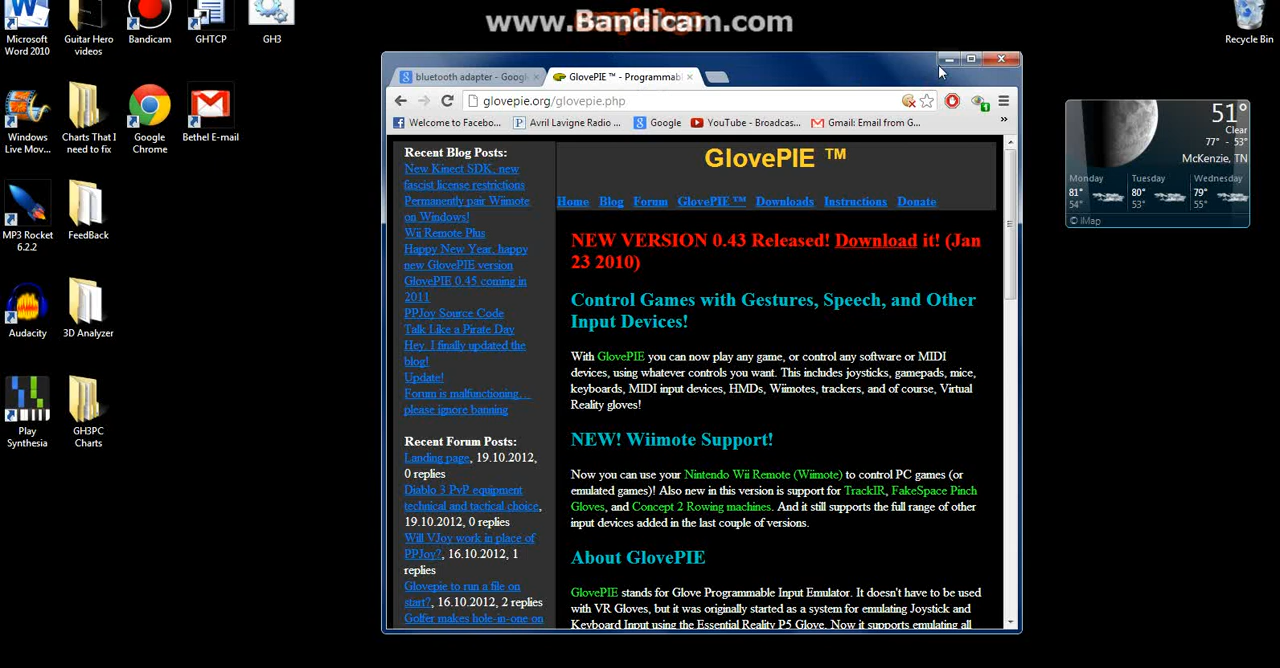 www.Bandicam.com
Microsoft
Word 2010
Guitar Hero
videos
Bandicam
GHTCP
GH3
Recycle Bin
Windows
Live Mov...
Charts That I
need to fix
Google
Chrome
Bethel E-mail
MP3 Rocket
6.2.2
FeedBack
Audacity
3D Analyzer
Play
Synthesia
GH3PC
Charts
bluetooth adapter - Googl
GlovePIE ™ - Programmabl
glovepie.org/glovepie.php
1
Welcome to Facebo...
Avril Lavigne Radio ...
Google
YouTube - Broadcas...
Gmail: Email from G...
Recent Blog Posts:
New Kinect SDK, new
fascist license restrictions
Permanently pair Wiimote
on Windows!
Wii Remote Plus
Happy New Year, happy
new GlovePIE version
GlovePIE 0.45 coming in
2011
PPJoy Source Code
Talk Like a Pirate Day
Hey, I finally updated the
blog!
Update!
Forum is malfunctioning...
please ignore banning
Recent Forum Posts:
Landing page, 19.10.2012,
0 replies
Diablo 3 PvP equipment
technical and tactical choice,
19.10.2012, 0 replies
Will VJoy work in place of
PPJoy?, 16.10.2012, 1
replies
Glovepie to run a file on
start?, 16.10.2012, 2 replies
Golfer makes hole-in-one on
GlovePIE ™
Home Blog Forum GlovePIE ™ Downloads Instructions Donate
NEW VERSION 0.43 Released! Download it! (Jan
23 2010)
Control Games with Gestures, Speech, and Other
Input Devices!
With GlovePIE you can now play any game, or control any software or MIDI
devices, using whatever controls you want. This includes joysticks, gamepads, mice,
keyboards, MIDI input devices, HMDs, Wiimotes, trackers, and of course, Virtual
Reality gloves!
NEW! Wiimote Support!
Now you can use your Nintendo Wii Remote (Wiimote) to control PC games (or
emulated games)! Also new in this version is support for TrackIR, FakeSpace Pinch
Gloves, and Concept 2 Rowing machines. And it still supports the full range of other
input devices added in the last couple of versions.
About GlovePIE
GlovePIE stands for Glove Programmable Input Emulator. It doesn't have to be used
with VR Gloves, but it was originally started as a system for emulating Joystick and
Keyboard Input using the Essential Reality P5 Glove. Now it supports emulating all
51°
Clear
77° - 53°
McKenzie, TN
Monday Tuesday Wednesday
81° 80° 79°
54° 53° 55°
© iMap